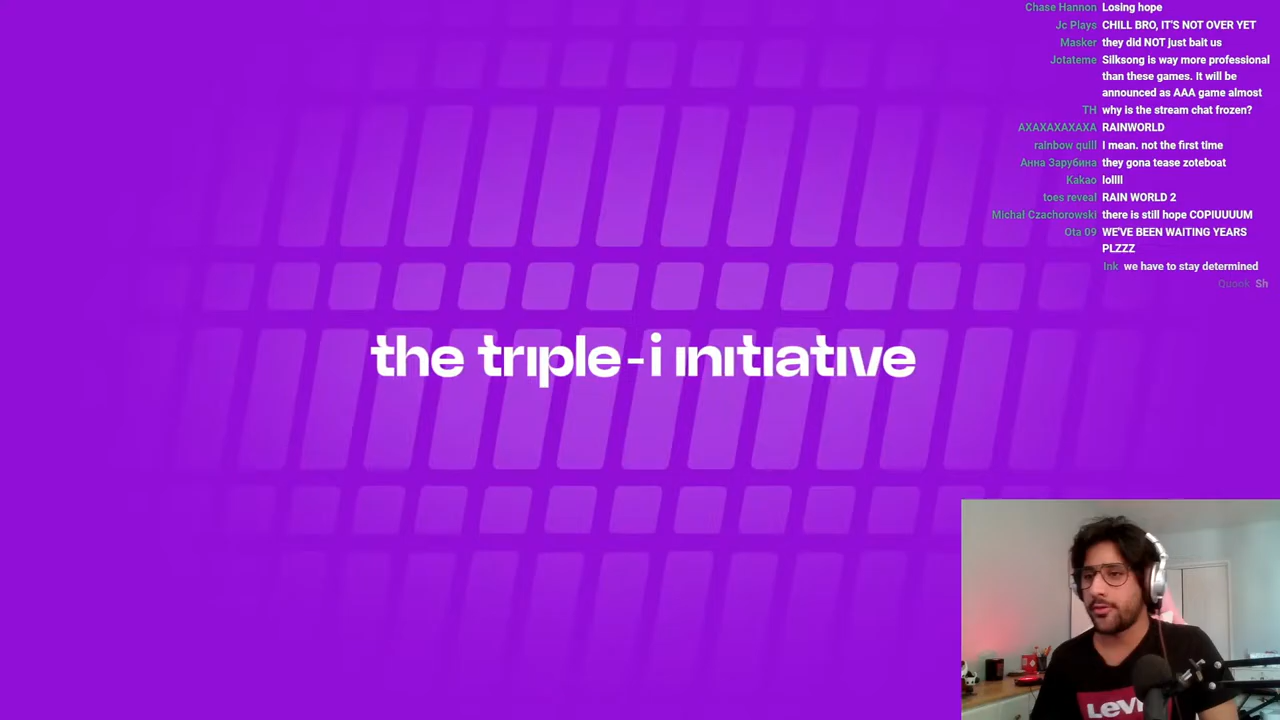 Chase Hannon Losing hope
Jc Plays CHILL BRO, IT'S NOT OVER YET
Masker they did NOT just bait us
Jotateme Silksong is way more professional
than these games. It will be
announced as AAA game almost
TH why is the stream chat frozen?
AXAXAXAXAXA RAINWORLD
rainbow quill I mean. not the first time
Анна Зарубина they gona tease zoteboat
Kakao lollll
toes reveal RAIN WORLD 2
Michał Czachorowski there is still hope COPIUUUUM
Ota 09 WE'VE BEEN WAITING YEARS
PLZZZ
Ink we have to stay determined
Quook Sh
the triple-i initiative
Levi